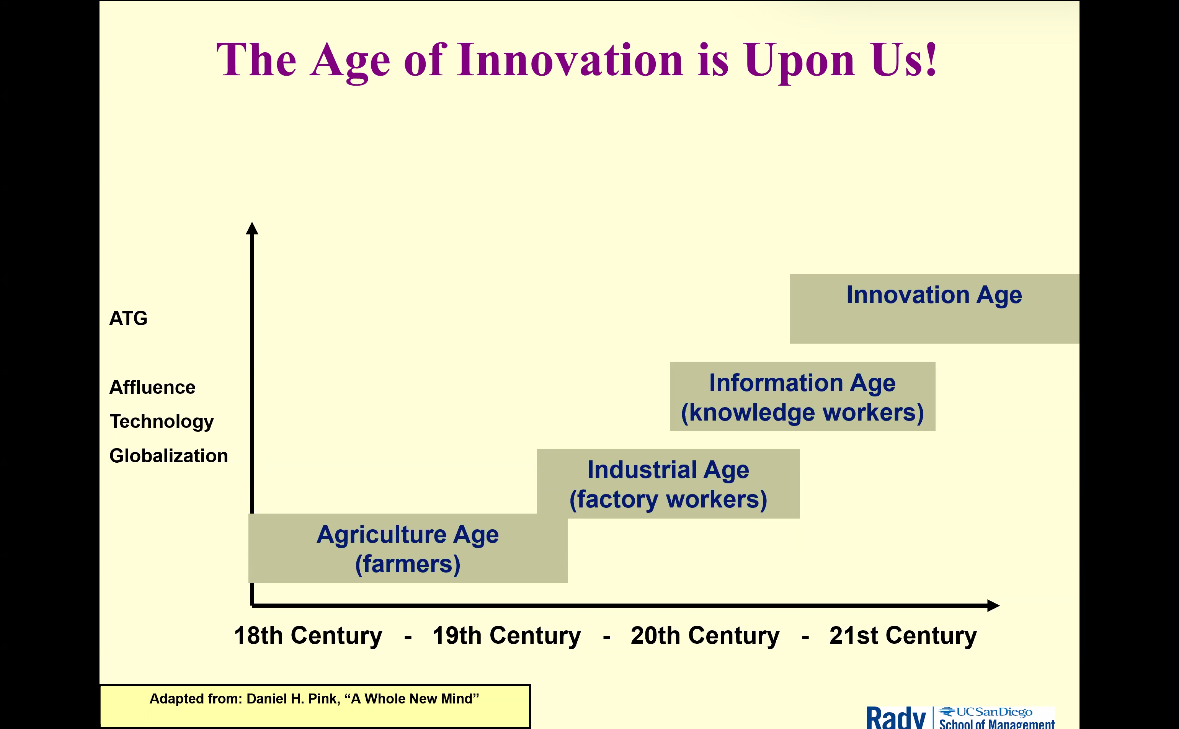 The Age of Innovation is Upon Us!
ATG
Affluence
Technology
Globalization
Innovation Age
Information Age
(knowledge workers)
Industrial Age
(factory workers)
Agriculture Age
(farmers)
18th Century - 19th Century - 20th Century - 21st Century
Adapted from: Daniel H. Pink, “A Whole New Mind”
Rady
UC San Diego
School of Management